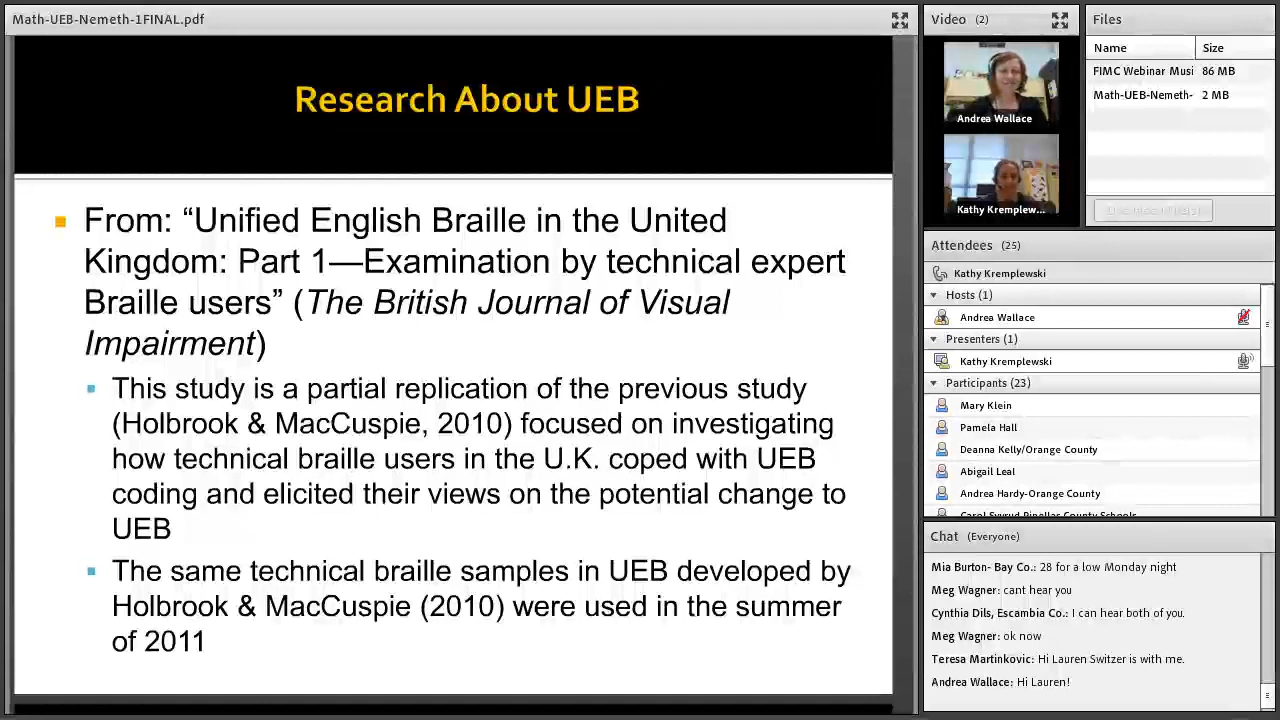 Math-UEB-Nemeth-1FINAL.pdf
Research About UEB
From: “Unified English Braille in the United
Kingdom: Part 1—Examination by technical expert
Braille users” (The British Journal of Visual
Impairment)
This study is a partial replication of the previous study
(Holbrook & MacCuspie, 2010) focused on investigating
how technical braille users in the U.K. coped with UEB
coding and elicited their views on the potential change to
UEB
The same technical braille samples in UEB developed by
Holbrook & MacCuspie (2010) were used in the summer
of 2011
Video (2)
Andrea Wallace
Kathy Kremplew...
Files
Name Size
FIMC Webinar Musi 86 MB
Math-UEB-Nemeth- 2 MB
Attendees (25)
Kathy Kremplewski
Hosts (1)
Andrea Wallace
Presenters (1)
Kathy Kremplewski
Participants (23)
Mary Klein
Pamela Hall
Deanna Kelly/Orange County
Abigail Leal
Andrea Hardy-Orange County
Chat (Everyone)
Mia Burton- Bay Co.: 28 for a low Monday night
Meg Wagner: cant hear you
Cynthia Dils, Escambia Co.: I can hear both of you.
Meg Wagner: ok now
Teresa Martinkovic: Hi Lauren Switzer is with me.
Andrea Wallace: Hi Lauren!